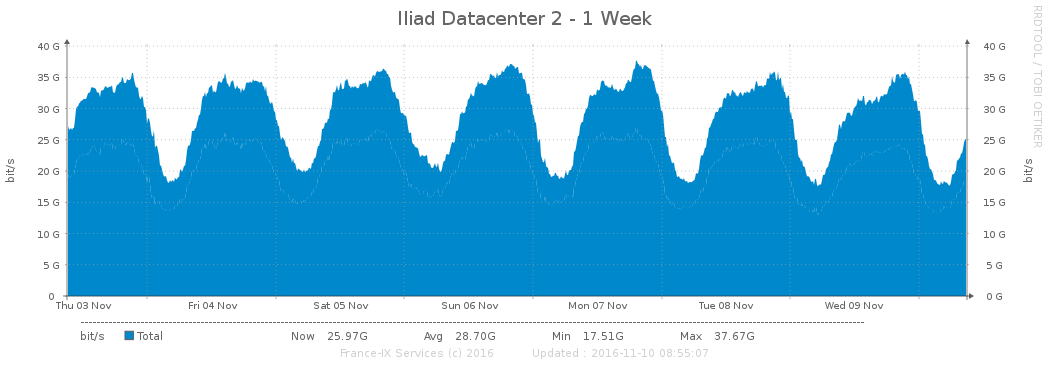 Iliad Datacenter 2 - 1 Week
RRDTOOL / TOBI OETIKER
bit/s
40 G 40 G
35 G 35 G
30 G 30 G
25 G 25 G
20 G 20 G
15 G 15 G
10 G 10 G
5 G 5 G
0 0 G
bit/s
Thu 03 Nov Fri 04 Nov Sat 05 Nov Sun 06 Nov Mon 07 Nov Tue 08 Nov Wed 09 Nov
bit/s Total Now 25.97G Avg 28.70G Min 17.51G Max 37.67G
France-IX Services (c) 2016 Updated : 2016-11-10 08:55:07